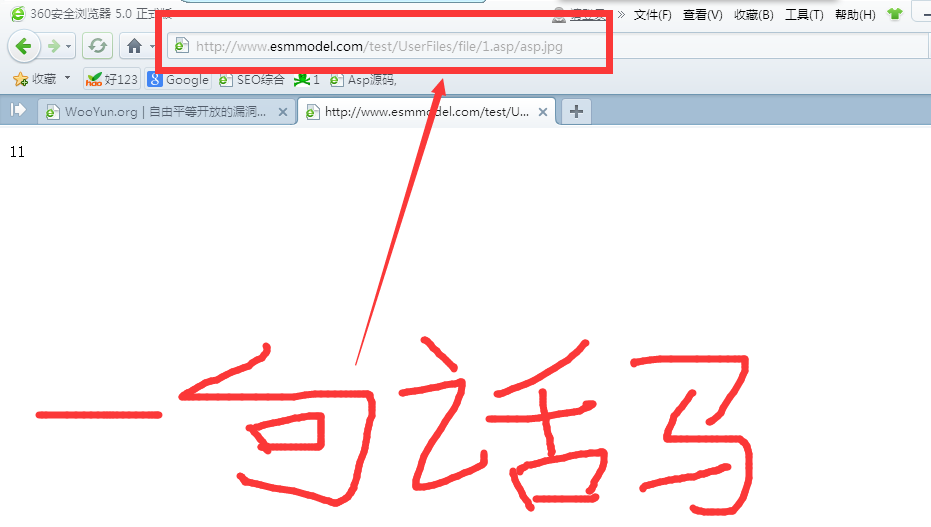 360安全浏览器 5.0 正式版
请登录 » 文件(F) 查看(V) 收藏(B) 工具(T) 帮助(H)
http://www.esmmodel.com/test/UserFiles/file/1.asp/asp.jpg
收藏 好123 Google SEO综合 1 Asp源码,
WooYun.org | 自由平等开放的漏洞... http://www.esmmodel.com/test/U...
11
一句话马